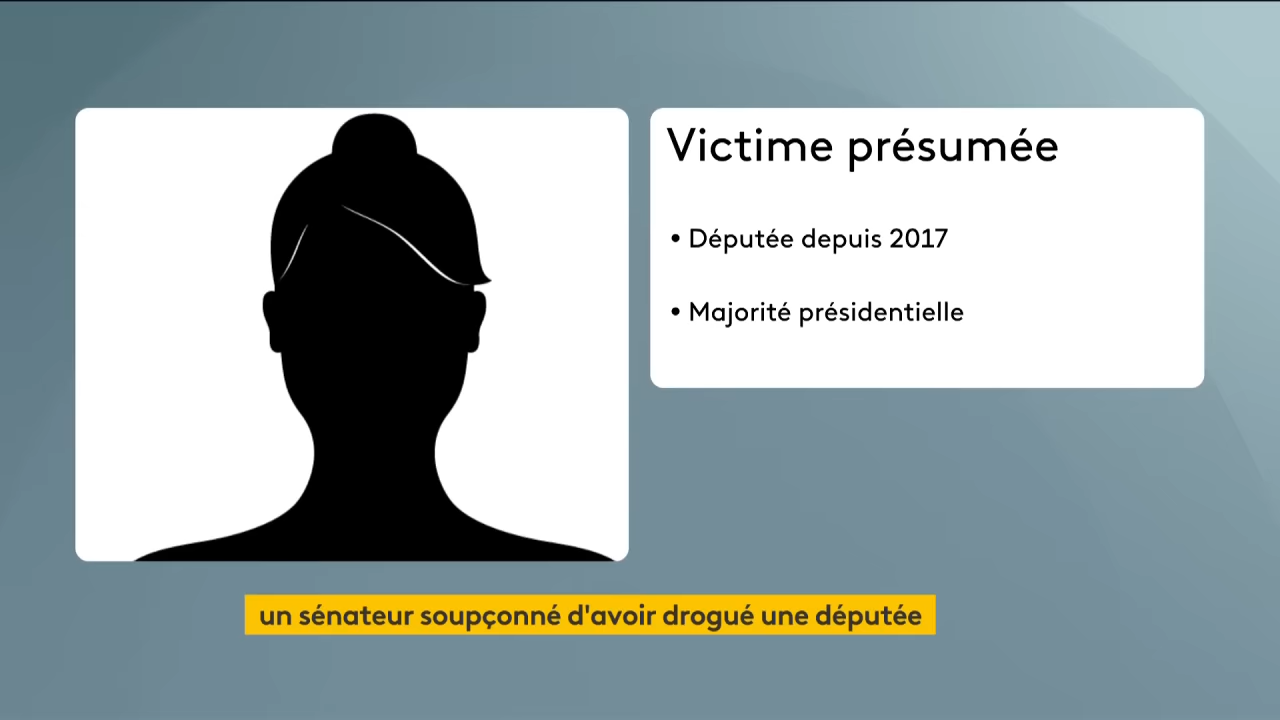 Victime présumée
• Députée depuis 2017
• Majorité présidentielle
un sénateur soupçonné d'avoir drogué une députée